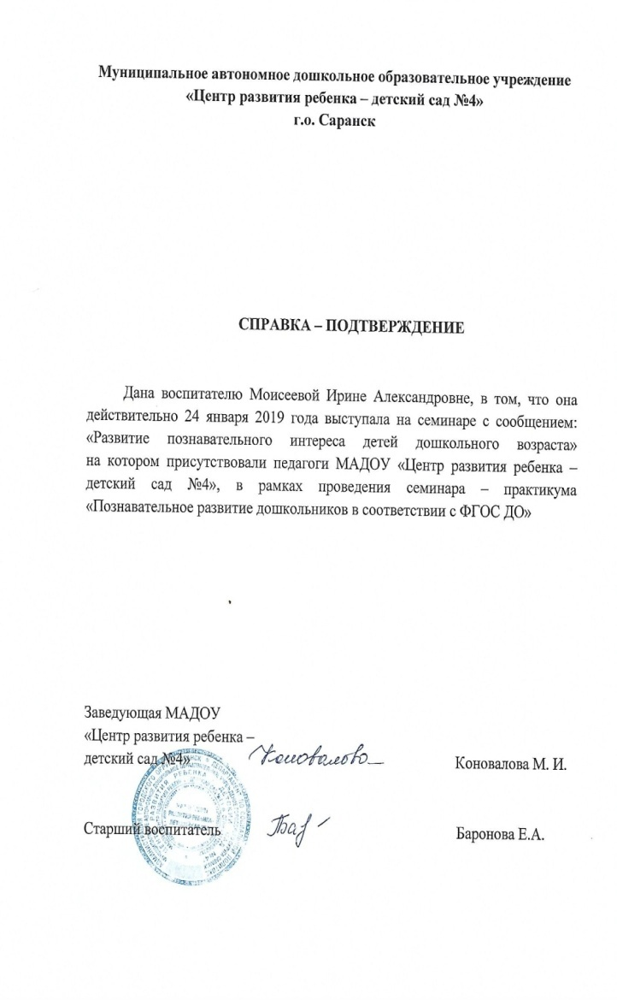 Муниципальное автономное дошкольное образовательное учреждение
«Центр развития ребенка – детский сад №4»
г.о. Саранск
СПРАВКА – ПОДТВЕРЖДЕНИЕ
Дана воспитателю Моисеевой Ирине Александровне, в том, что она
действительно 24 января 2019 года выступала на семинаре с сообщением:
«Развитие познавательного интереса детей дошкольного возраста»
на котором присутствовали педагоги МАДОУ «Центр развития ребенка –
детский сад №4», в рамках проведения семинара – практикума
«Познавательное развитие дошкольников в соответствии с ФГОС ДО»
Заведующая МАДОУ
«Центр развития ребенка –
детский сад №4» Коновалова Коновалова М. И.
Старший воспитатель Бар Баронова Е.А.